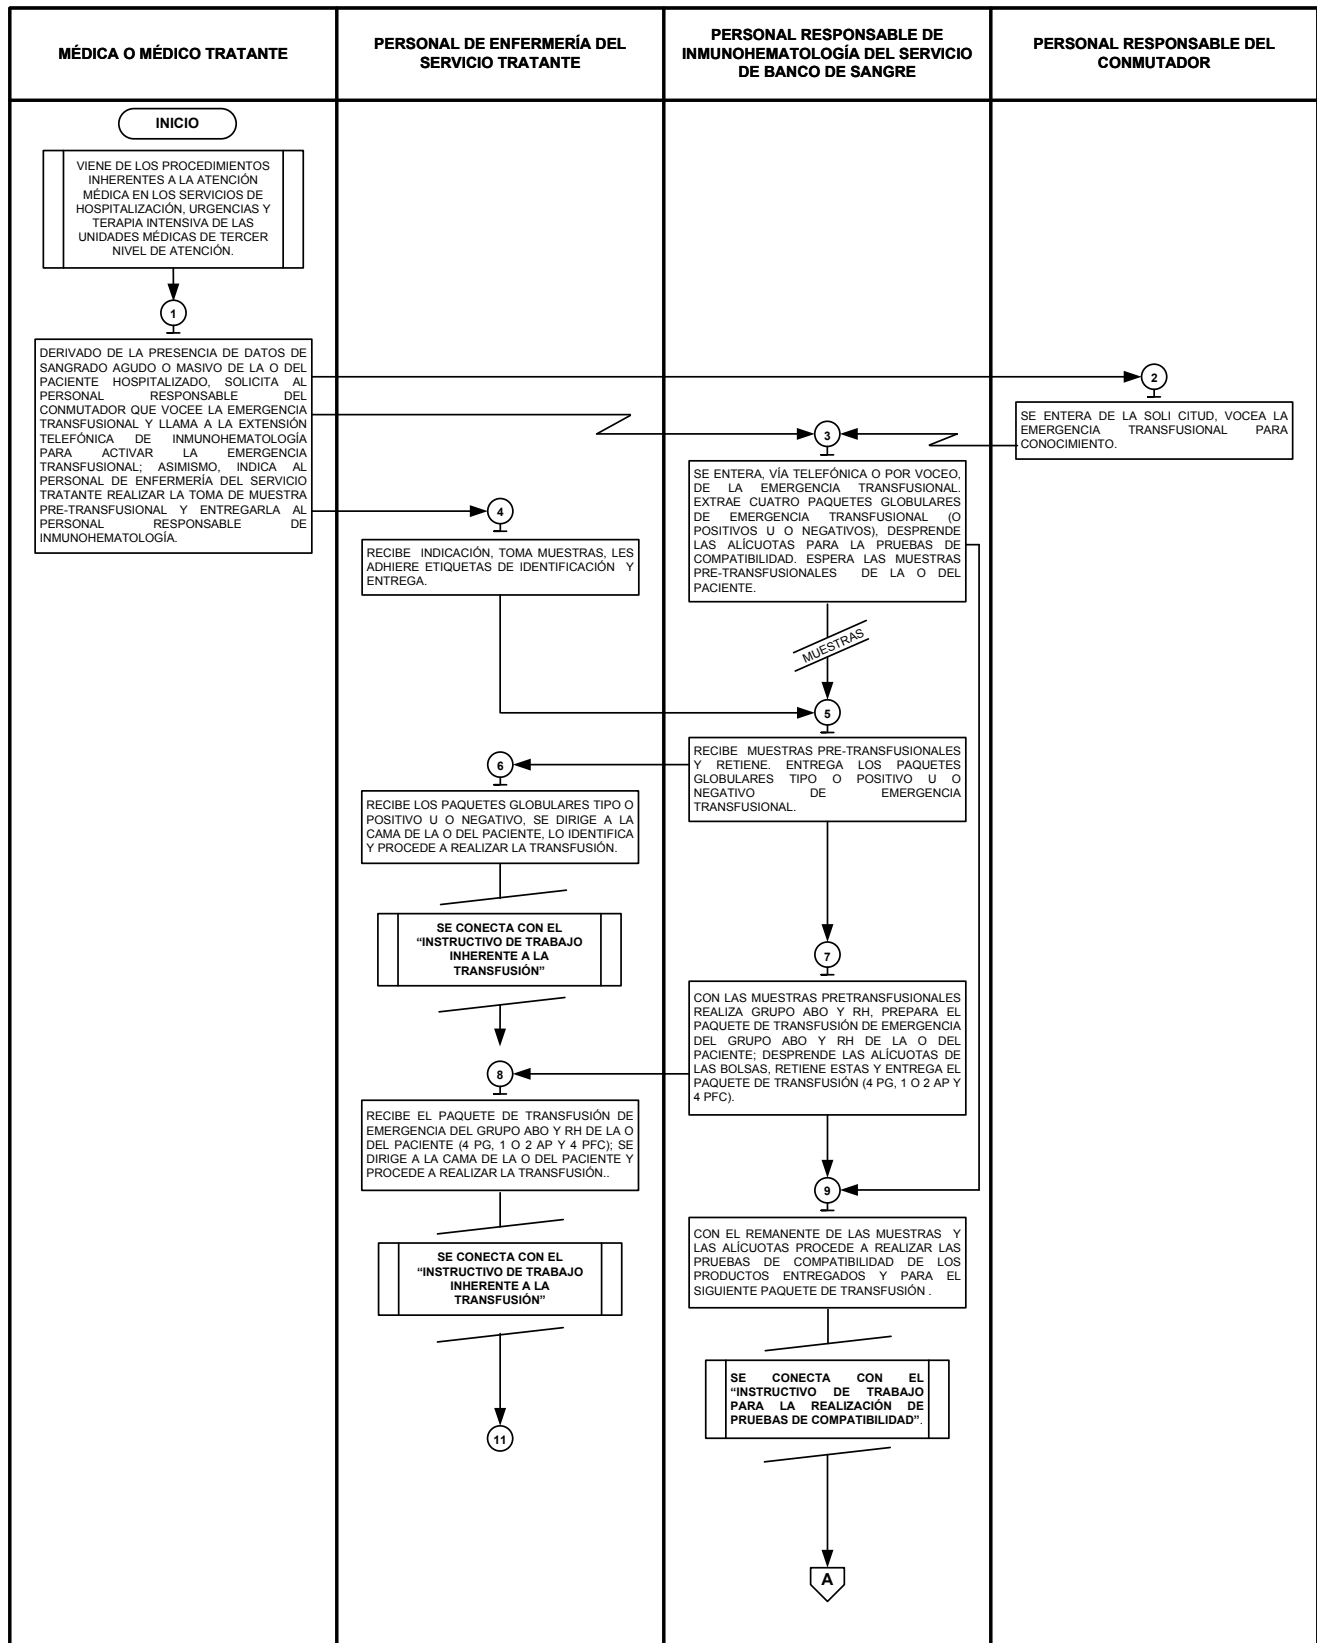 MÉDICA O MÉDICO TRATANTE
PERSONAL DE ENFERMERÍA DEL
SERVICIO TRATANTE
PERSONAL RESPONSABLE DE
INMUNOHEMATOLOGÍA DEL SERVICIO
DE BANCO DE SANGRE
PERSONAL RESPONSABLE DEL
CONMUTADOR
INICIO
VIENE DE LOS PROCEDIMIENTOS
INHERENTES A LA ATENCIÓN
MÉDICA EN LOS SERVICIOS DE
HOSPITALIZACIÓN, URGENCIAS Y
TERAPIA INTENSIVA DE LAS
UNIDADES MÉDICAS DE TERCER
NIVEL DE ATENCIÓN.
1
DERIVADO DE LA PRESENCIA DE DATOS DE
SANGRADO AGUDO O MASIVO DE LA O DEL
PACIENTE HOSPITALIZADO, SOLICITA AL
PERSONAL RESPONSABLE DEL
CONMUTADOR QUE VOCEE LA EMERGENCIA
TRANSFUSIONAL Y LLAMA A LA EXTENSIÓN
TELEFÓNICA DE INMUNOHEMATOLOGÍA
PARA ACTIVAR LA EMERGENCIA
TRANSFUSIONAL; ASIMISMO, INDICA AL
PERSONAL DE ENFERMERÍA DEL SERVICIO
TRATANTE REALIZAR LA TOMA DE MUESTRA
PRE-TRANSFUSIONAL Y ENTREGARLA AL
PERSONAL RESPONSABLE DE
INMUNOHEMATOLOGÍA.
2
SE ENTERA DE LA SOLI CITUD, VOCEA LA
EMERGENCIA TRANSFUSIONAL PARA
CONOCIMIENTO.
3
SE ENTERA, VÍA TELEFÓNICA O POR VOCEO,
DE LA EMERGENCIA TRANSFUSIONAL.
EXTRAE CUATRO PAQUETES GLOBULARES
DE EMERGENCIA TRANSFUSIONAL (O
POSITIVOS U O NEGATIVOS), DESPRENDE
LAS ALÍCUOTAS PARA LA PRUEBAS DE
COMPATIBILIDAD. ESPERA LAS MUESTRAS
PRE-TRANSFUSIONALES DE LA O DEL
PACIENTE.
4
RECIBE INDICACIÓN, TOMA MUESTRAS, LES
ADHIERE ETIQUETAS DE IDENTIFICACIÓN Y
ENTREGA.
MUESTRAS
5
RECIBE MUESTRAS PRE-TRANSFUSIONALES
Y RETIENE. ENTREGA LOS PAQUETES
GLOBULARES TIPO O POSITIVO U O
NEGATIVO DE EMERGENCIA
TRANSFUSIONAL.
6
RECIBE LOS PAQUETES GLOBULARES TIPO O
POSITIVO U O NEGATIVO, SE DIRIGE A LA
CAMA DE LA O DEL PACIENTE, LO IDENTIFICA
Y PROCEDE A REALIZAR LA TRANSFUSIÓN.
SE CONECTA CON EL
“INSTRUCTIVO DE TRABAJO
INHERENTE A LA
TRANSFUSIÓN”
7
CON LAS MUESTRAS PRETRANSFUSIONALES
REALIZA GRUPO ABO Y RH, PREPARA EL
PAQUETE DE TRANSFUSIÓN DE EMERGENCIA
DEL GRUPO ABO Y RH DE LA O DEL
PACIENTE; DESPRENDE LAS ALÍCUOTAS DE
LAS BOLSAS, RETIENE ESTAS Y ENTREGA EL
PAQUETE DE TRANSFUSIÓN (4 PG, 1 O 2 AP Y
4 PFC).
8
RECIBE EL PAQUETE DE TRANSFUSIÓN DE
EMERGENCIA DEL GRUPO ABO Y RH DE LA O
DEL PACIENTE (4 PG, 1 O 2 AP Y 4 PFC); SE
DIRIGE A LA CAMA DE LA O DEL PACIENTE Y
PROCEDE A REALIZAR LA TRANSFUSIÓN..
SE CONECTA CON EL
“INSTRUCTIVO DE TRABAJO
INHERENTE A LA
TRANSFUSIÓN”
11
9
CON EL REMANENTE DE LAS MUESTRAS Y
LAS ALÍCUOTAS PROCEDE A REALIZAR LAS
PRUEBAS DE COMPATIBILIDAD DE LOS
PRODUCTOS ENTREGADOS Y PARA EL
SIGUIENTE PAQUETE DE TRANSFUSIÓN .
SE CONECTA CON EL
“INSTRUCTIVO DE TRABAJO
PARA LA REALIZACIÓN DE
PRUEBAS DE COMPATIBILIDAD”.
A